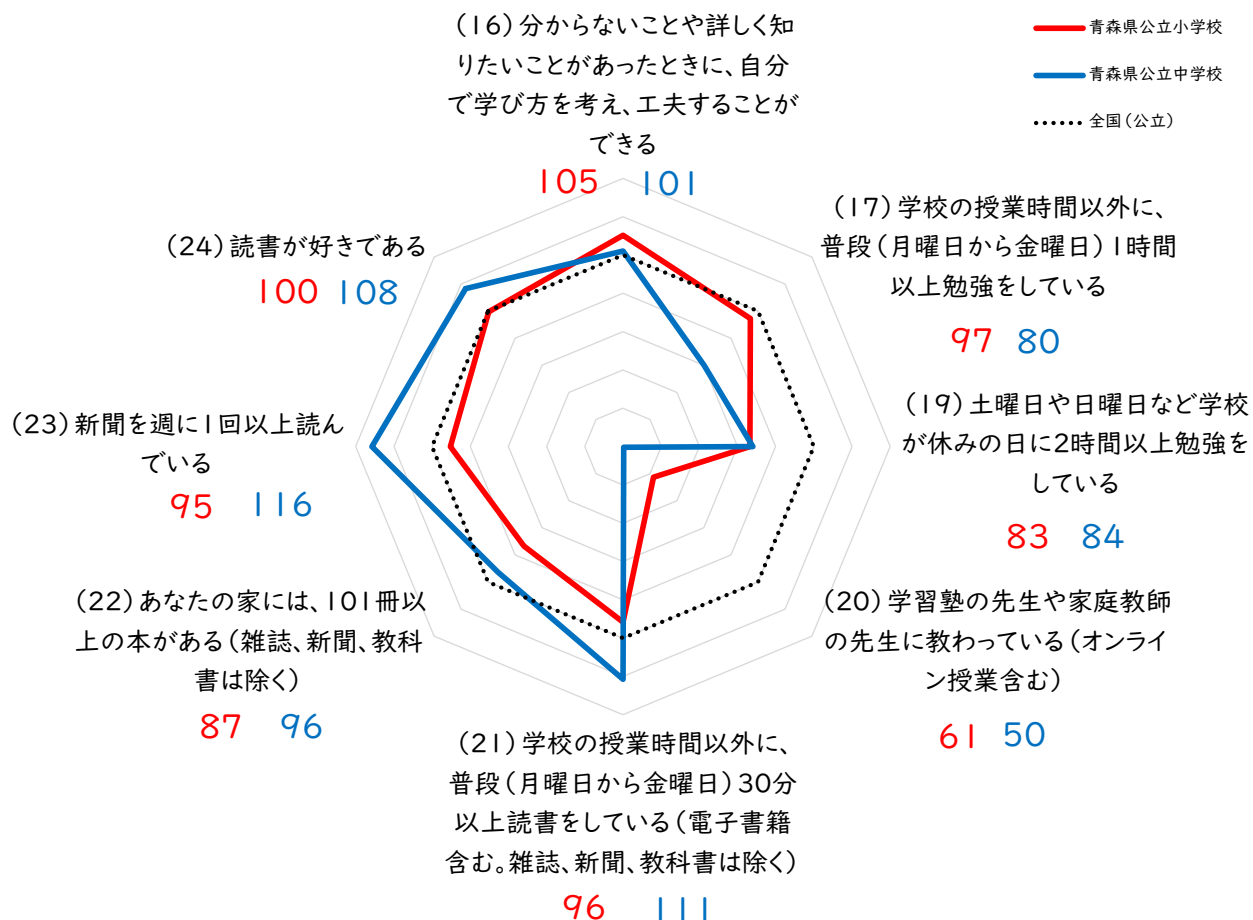 (16)分からないことや詳しく知
りたいことがあったときに、自分
で学び方を考え、工夫することが
できる
105 101
青森県公立小学校
青森県公立中学校
全国(公立)
(17)学校の授業時間以外に、
普段(月曜日から金曜日)1時間
以上勉強をしている
97 80
(19)土曜日や日曜日など学校
が休みの日に2時間以上勉強を
している
83 84
(20)学習塾の先生や家庭教師
の先生に教わっている(オンライ
ン授業含む)
61 50
(21)学校の授業時間以外に、
普段(月曜日から金曜日)30分
以上読書をしている(電子書籍
含む。雑誌、新聞、教科書は除く)
96 111
(22)あなたの家には、101冊以
上の本がある(雑誌、新聞、教科
書は除く)
87 96
(23)新聞を週に1回以上読ん
でいる
95 116
(24)読書が好きである
100 108